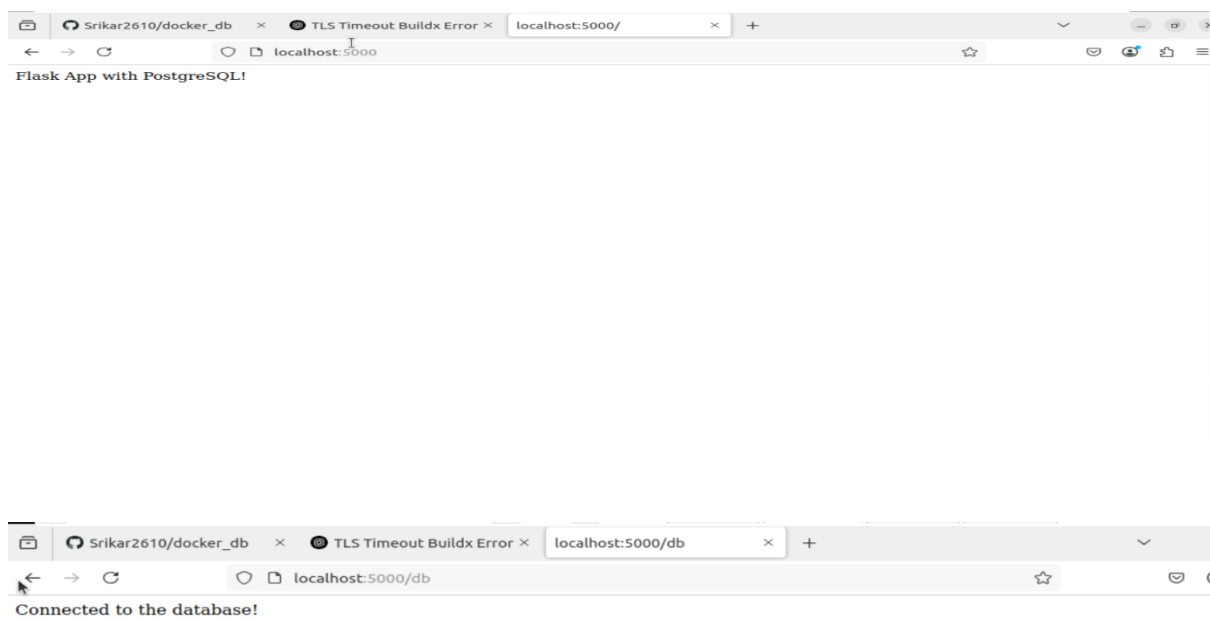 Srikar2610/docker_db TLS Timeout Buildx Error localhost:5000/
localhost:5000
Flask App with PostgreSQL!
Srikar2610/docker_db TLS Timeout Buildx Error localhost:5000/db
localhost:5000/db
Connected to the database!